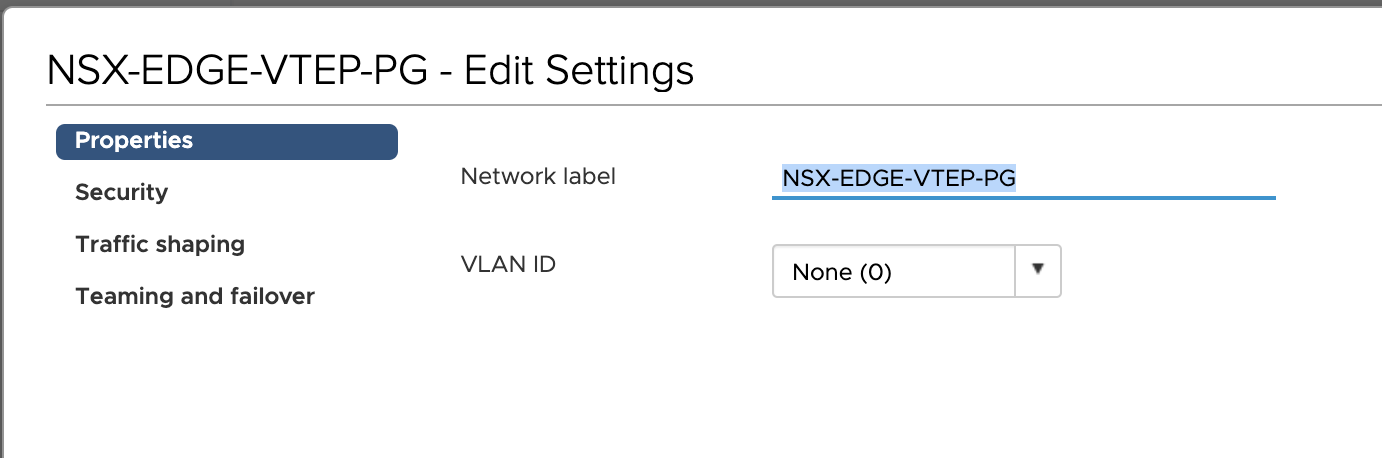 NSX-EDGE-VTEP-PG - Edit Settings
Properties
Security
Traffic shaping
Teaming and failover
Network label
NSX-EDGE-VTEP-PG
VLAN ID
None (0)